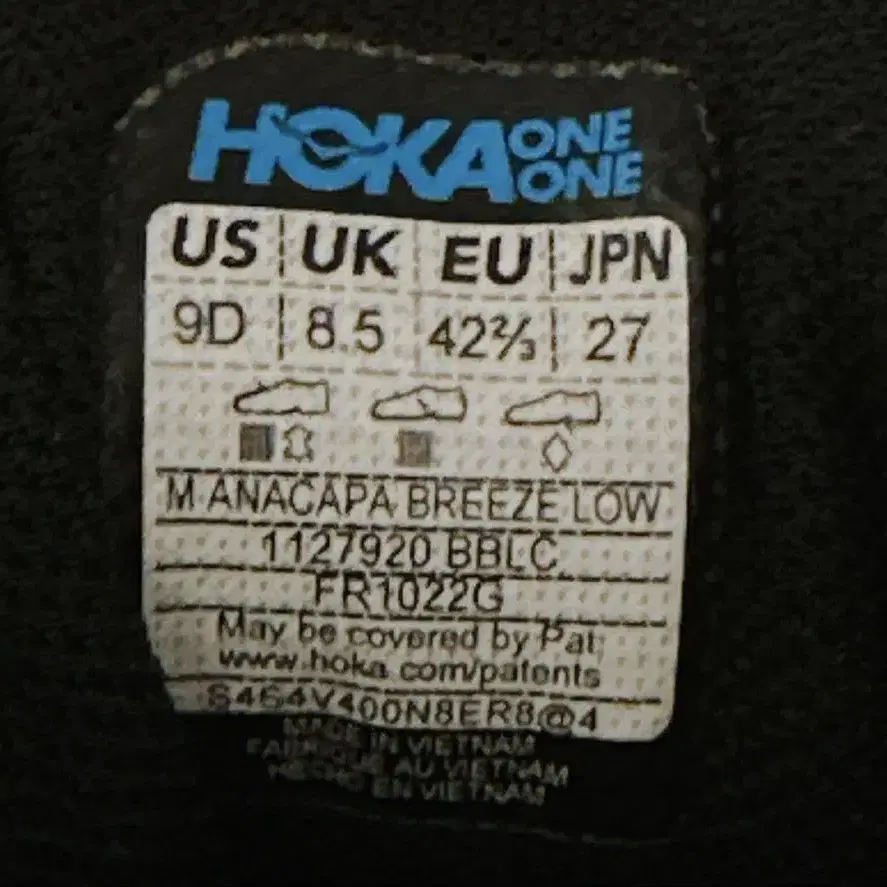 HOKA ONE ONE
US UK EU JPN
9D 8.5 42⅔ 27
M ANACAPA BREEZE LOW
1127920 BBLC
FR1022G
May be covered by Pat:
www.hoka.com/patents
S464V400N8ER8@4
MADE IN VIETNAM
FABRIQUÉ AU VIETNAM
HECHO EN VIETNAM